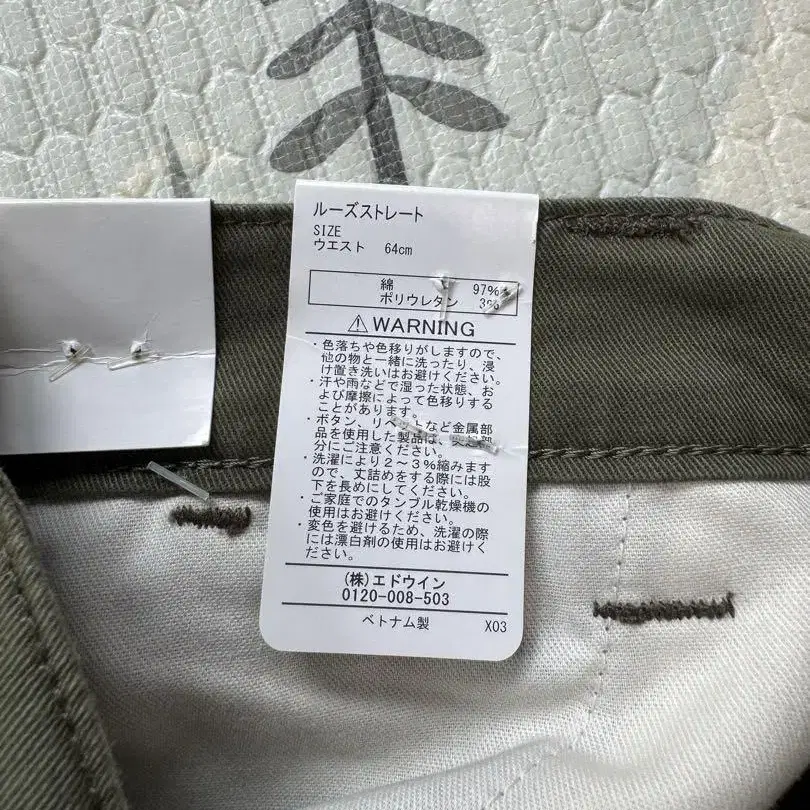 ルーズストレート
SIZE
ウエスト 64cm
綿 97%
ポリウレタン 3%
⚠WARNING
・色落ちや色移りがしますので、
他の物と一緒に洗ったり、浸
け置き洗いはお避けください。
・汗や雨などで湿った状態、お
よび摩擦によって色移りする
ことがあります。
・ボタン、リベットなど金属部
品を使用した製品は、
分にご注意ください。
・洗濯により2〜3%縮みます
ので、丈詰めをする際には股
下を長めにしてください。
・ご家庭でのタンブル乾燥機の
使用はお避けください。
・変色を避けるため、洗濯の際
には漂白剤の使用はお避けく
ださい。
(株)エドウイン
0120-008-503
ベトナム製 X03